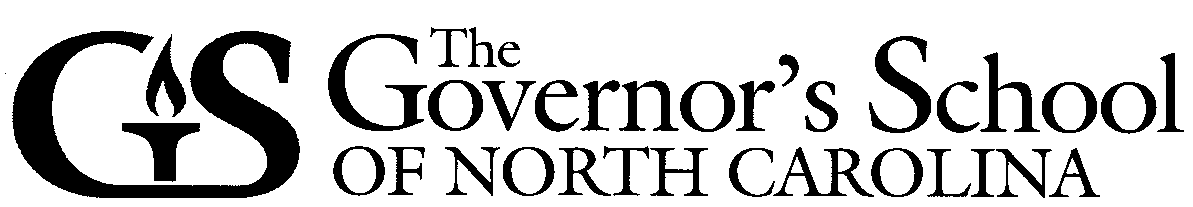 GS
The
Governor's School
OF NORTH CAROLINA